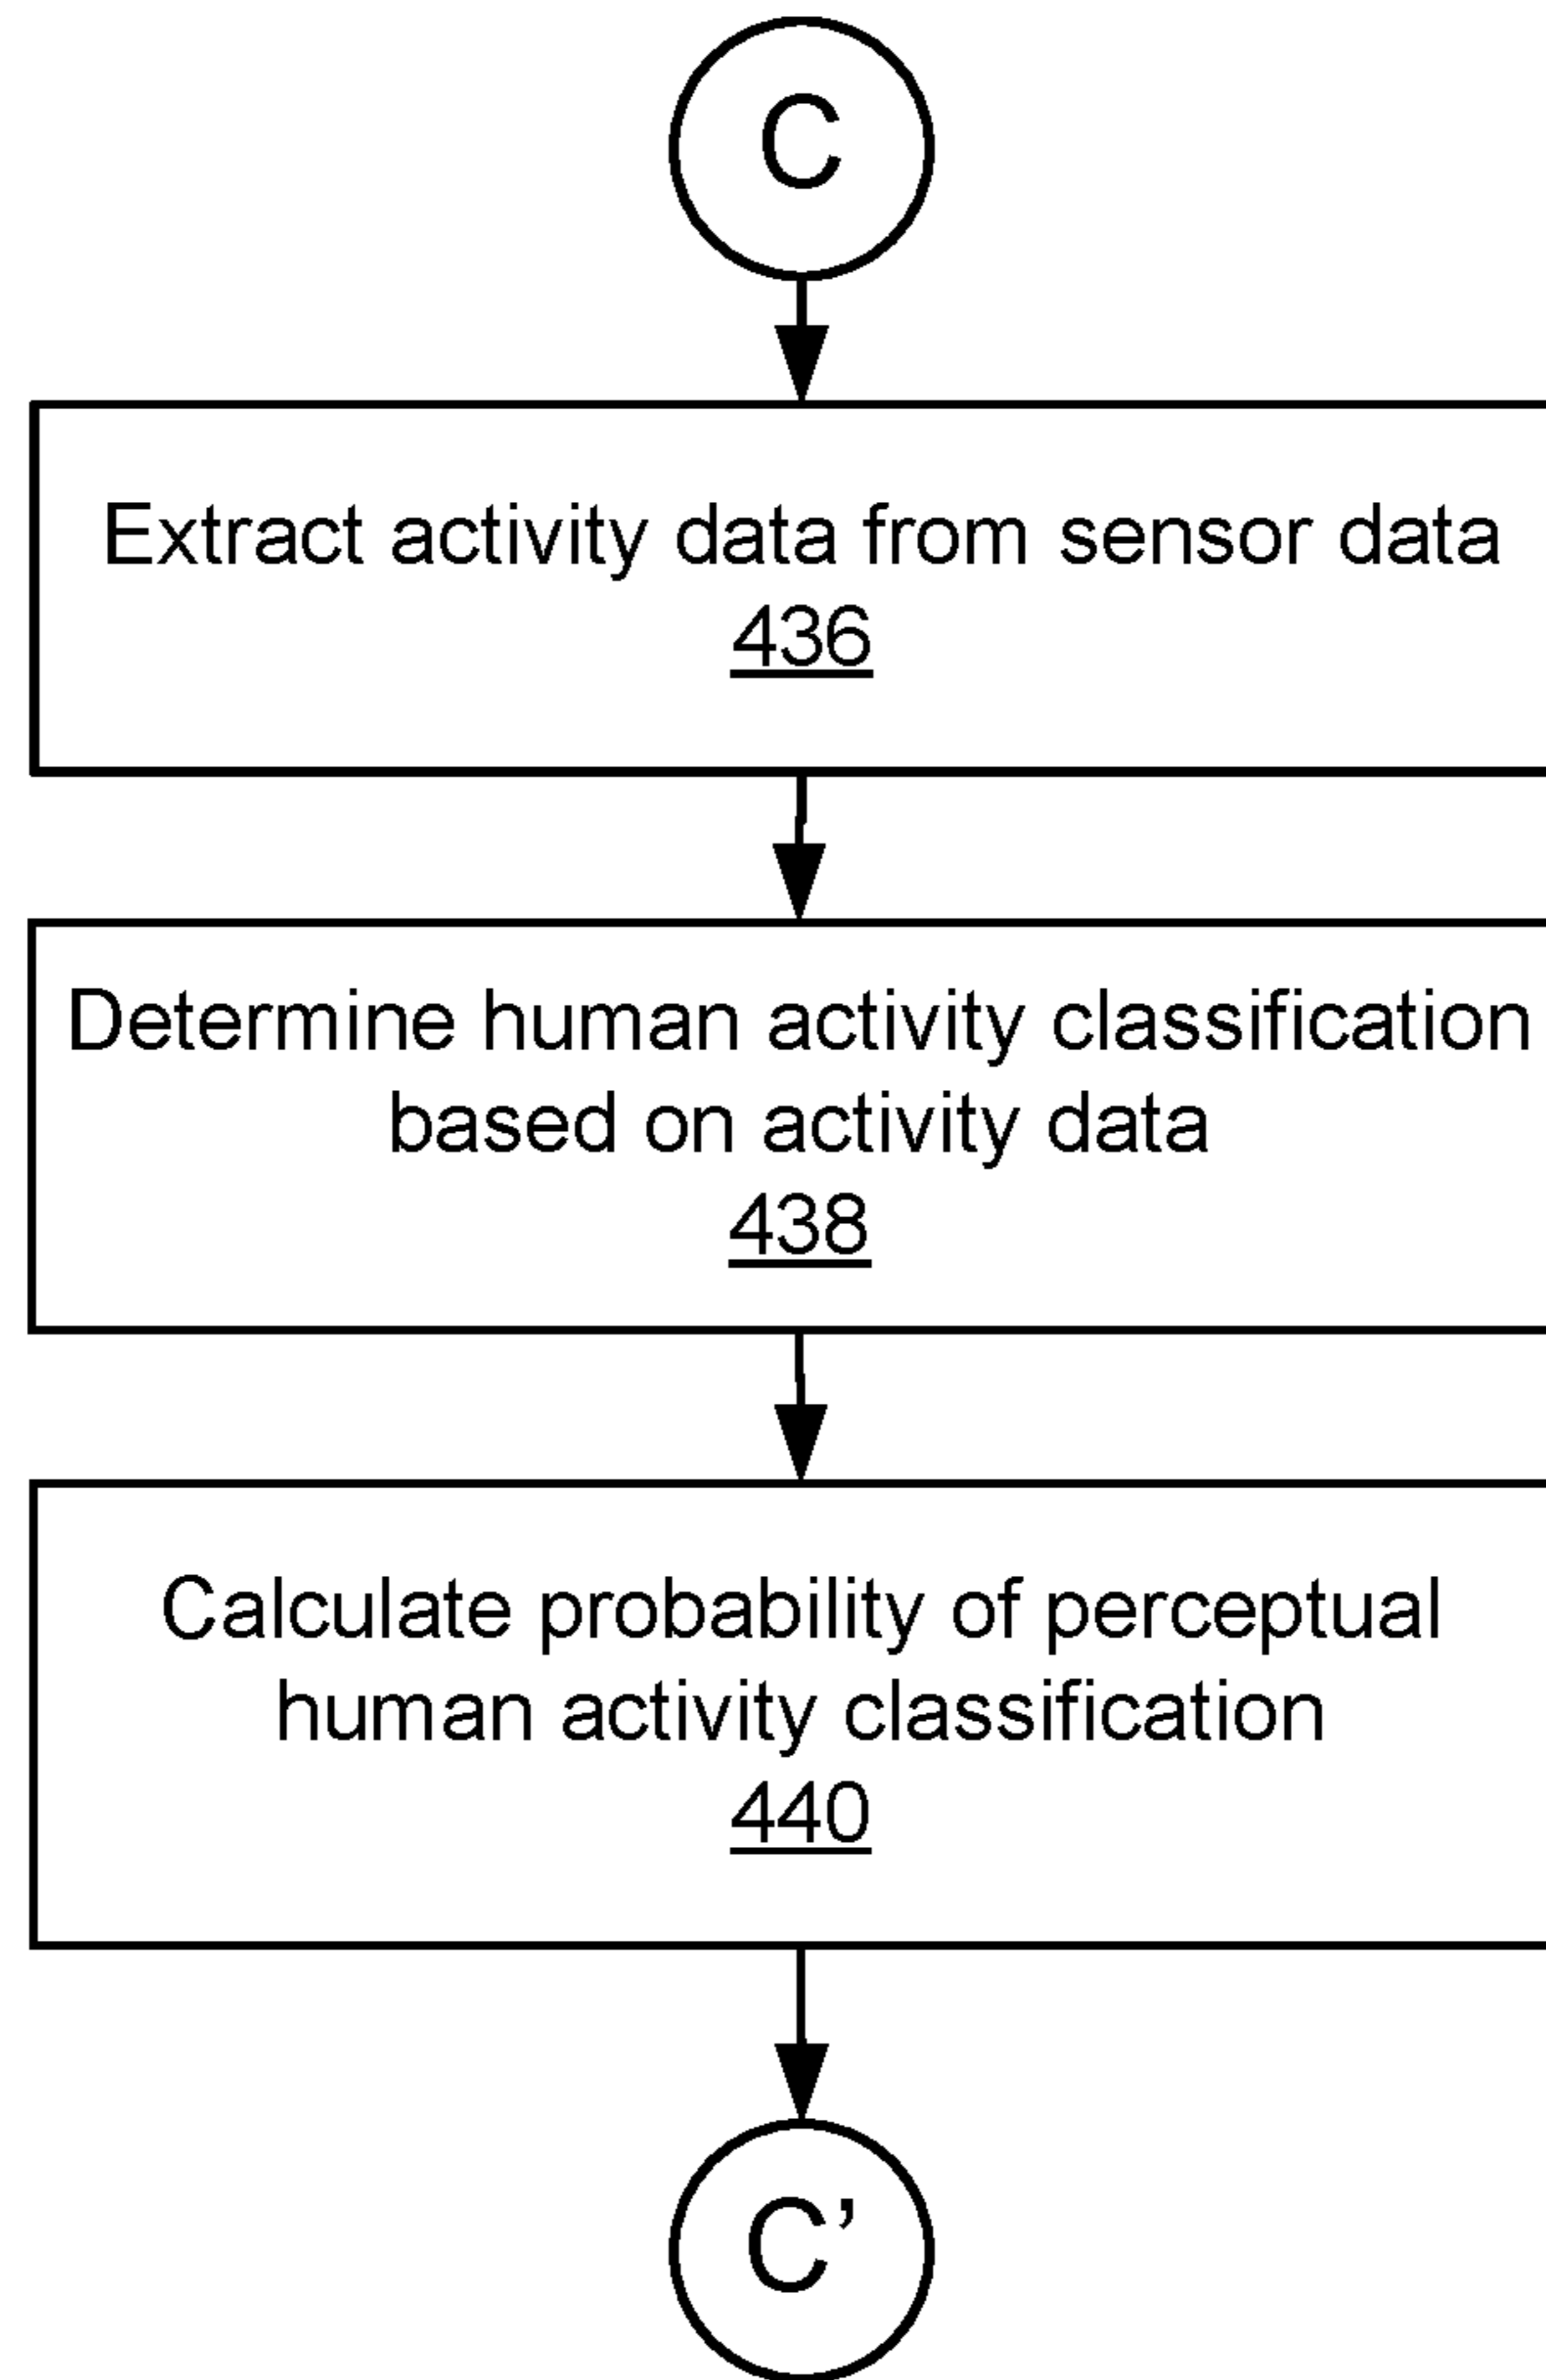 C
Extract activity data from sensor data
436
Determine human activity classification
based on activity data
438
Calculate probability of perceptual
human activity classification
440
C’